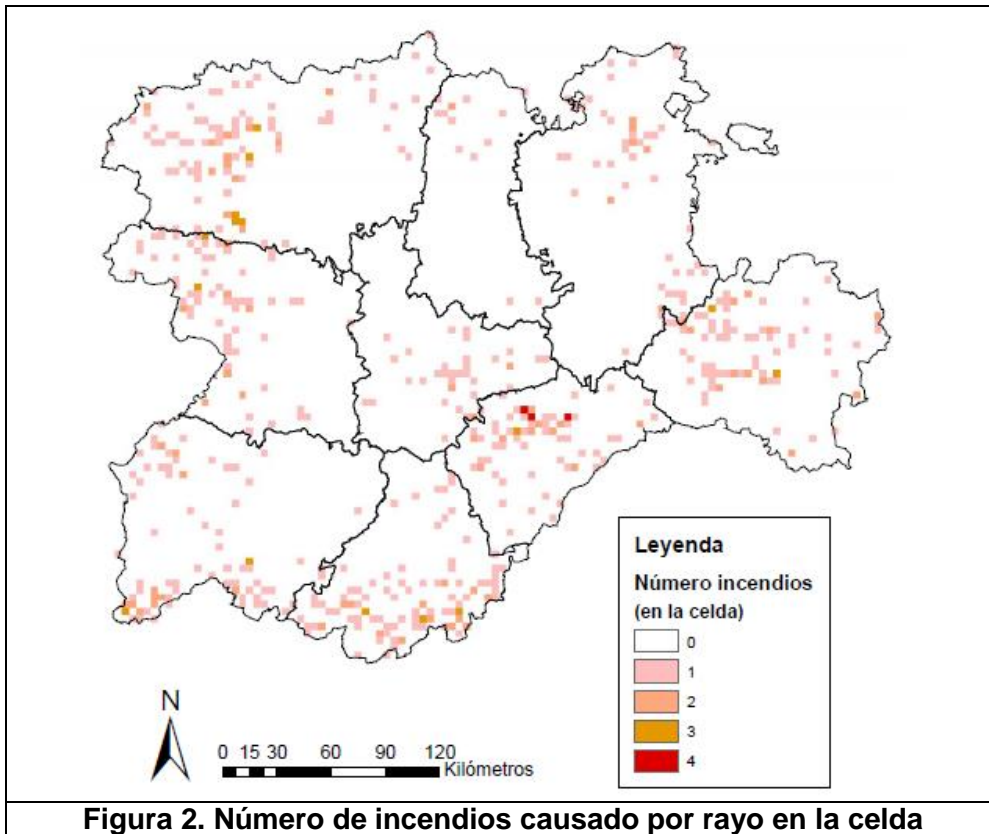 Leyenda
Número incendios
(en la celda)
0
1
2
3
4
N
0 15 30 60 90 120
Kilómetros
Figura 2. Número de incendios causado por rayo en la celda